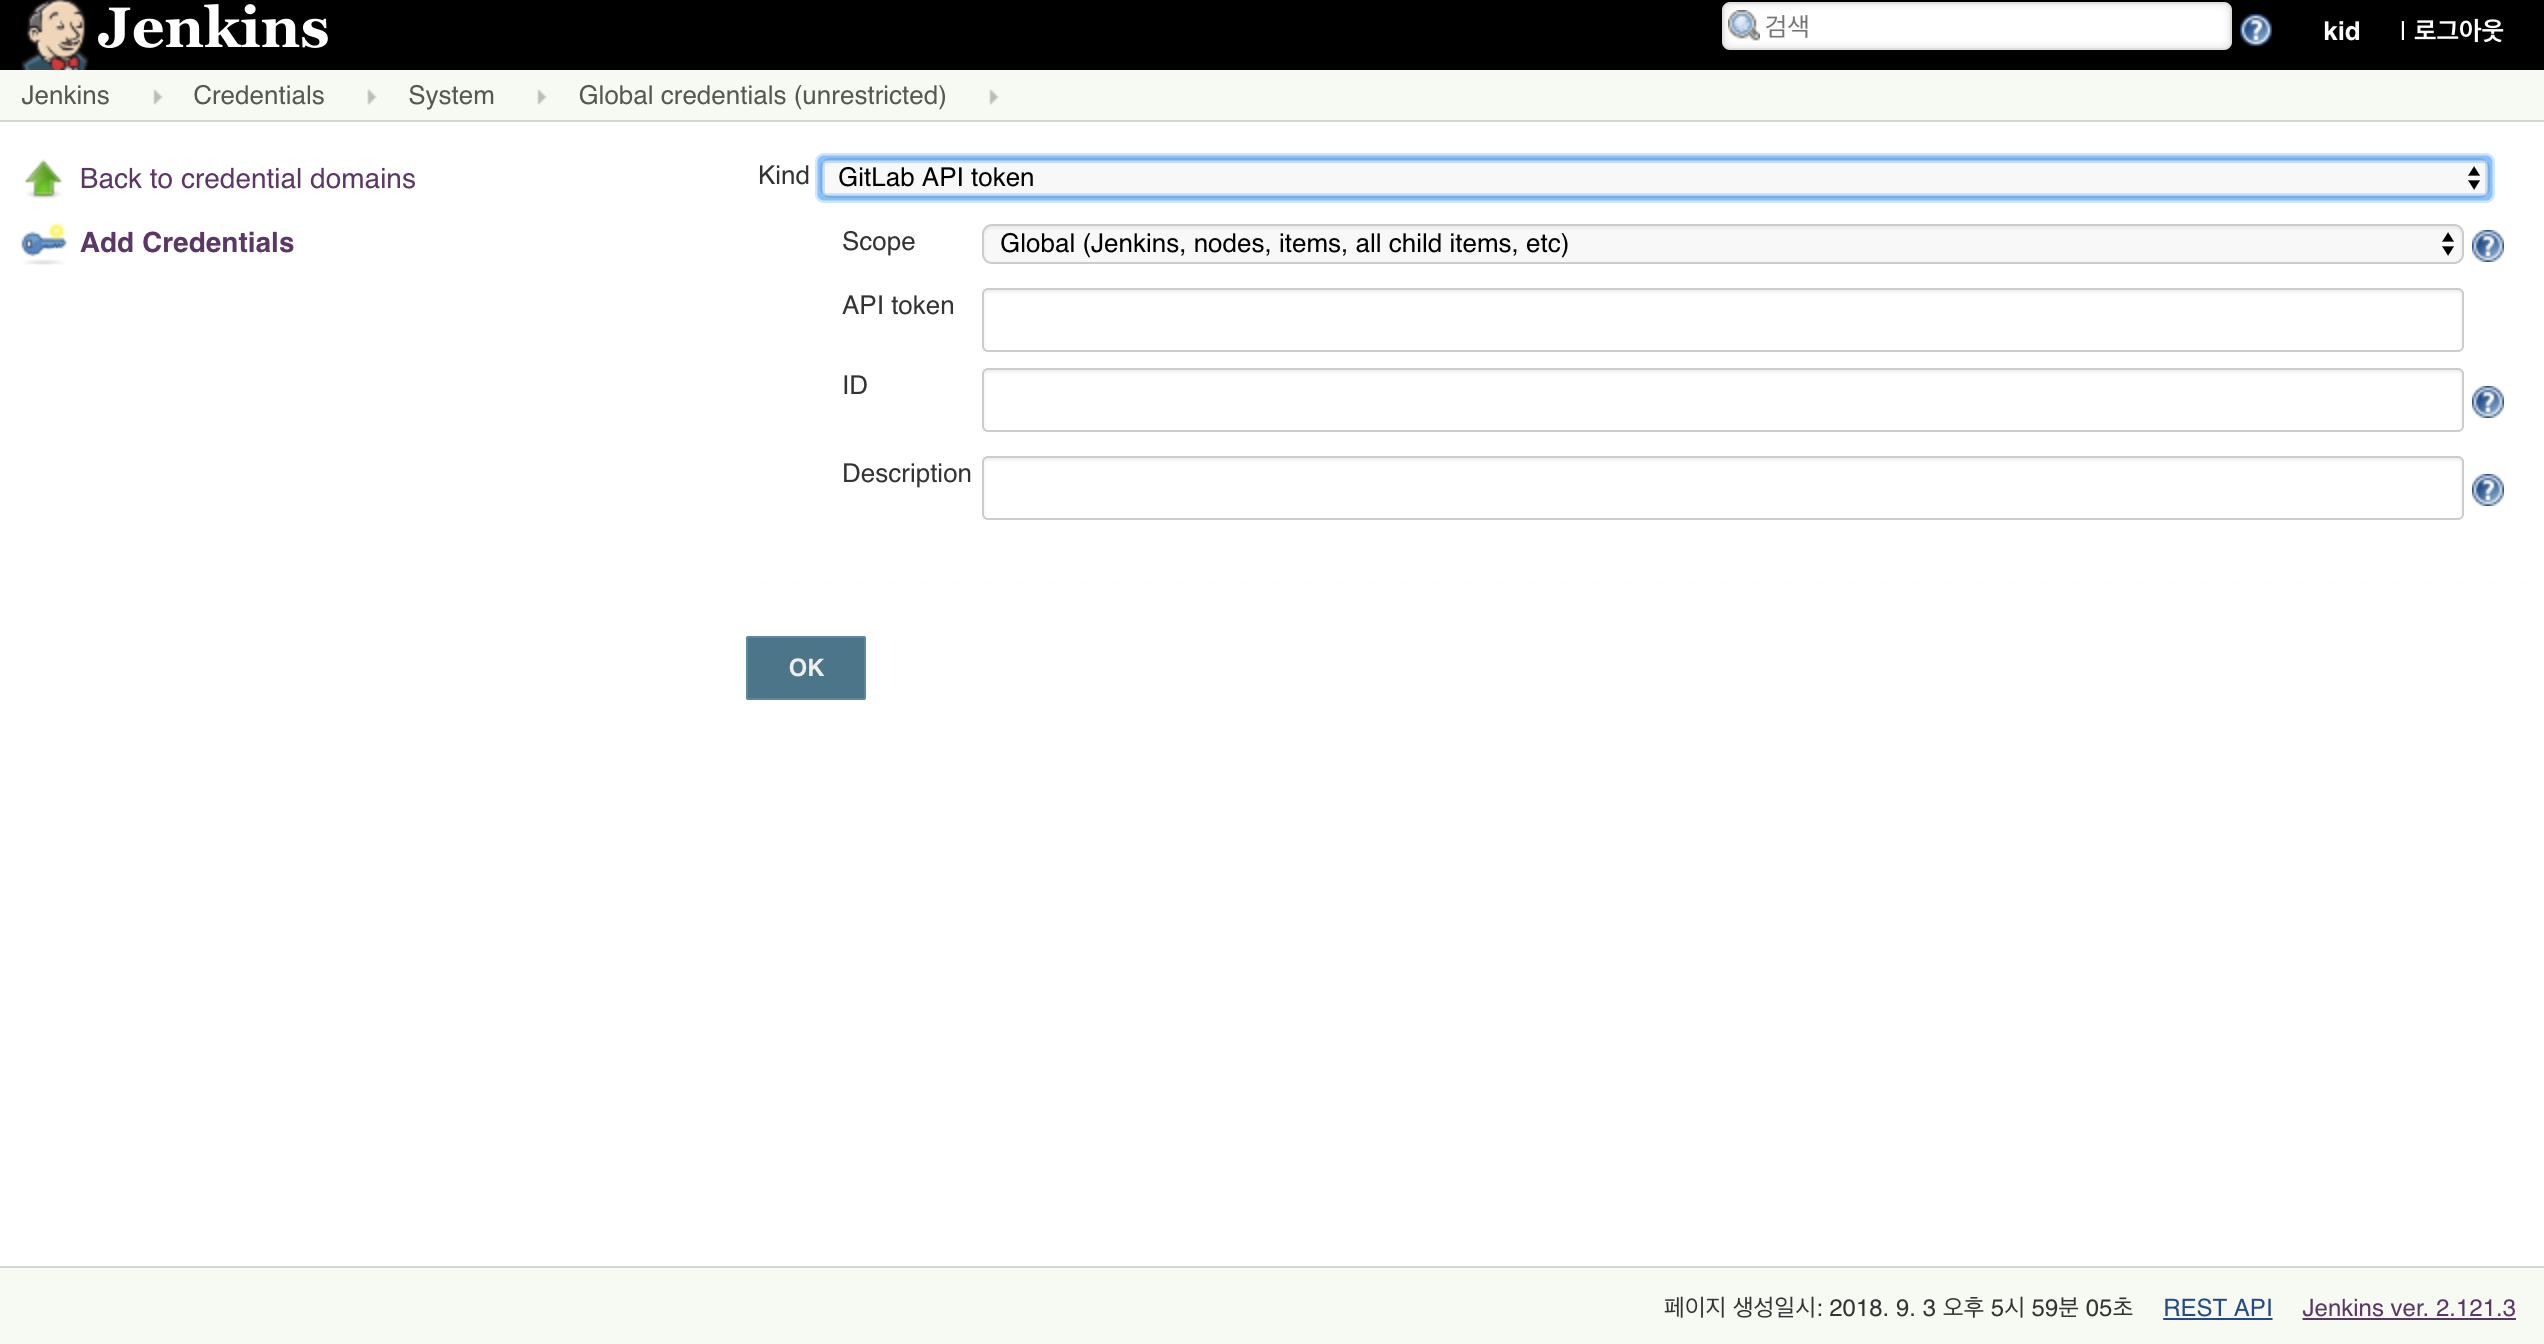 Jenkins
검색
kid
| 로그아웃
Jenkins
Credentials
System
Global credentials (unrestricted)
Back to credential domains
Add Credentials
Kind
GitLab API token
Scope
Global (Jenkins, nodes, items, all child items, etc)
API token
ID
Description
OK
페이지 생성일시: 2018. 9. 3 오후 5시 59분 05초 REST API Jenkins ver. 2.121.3